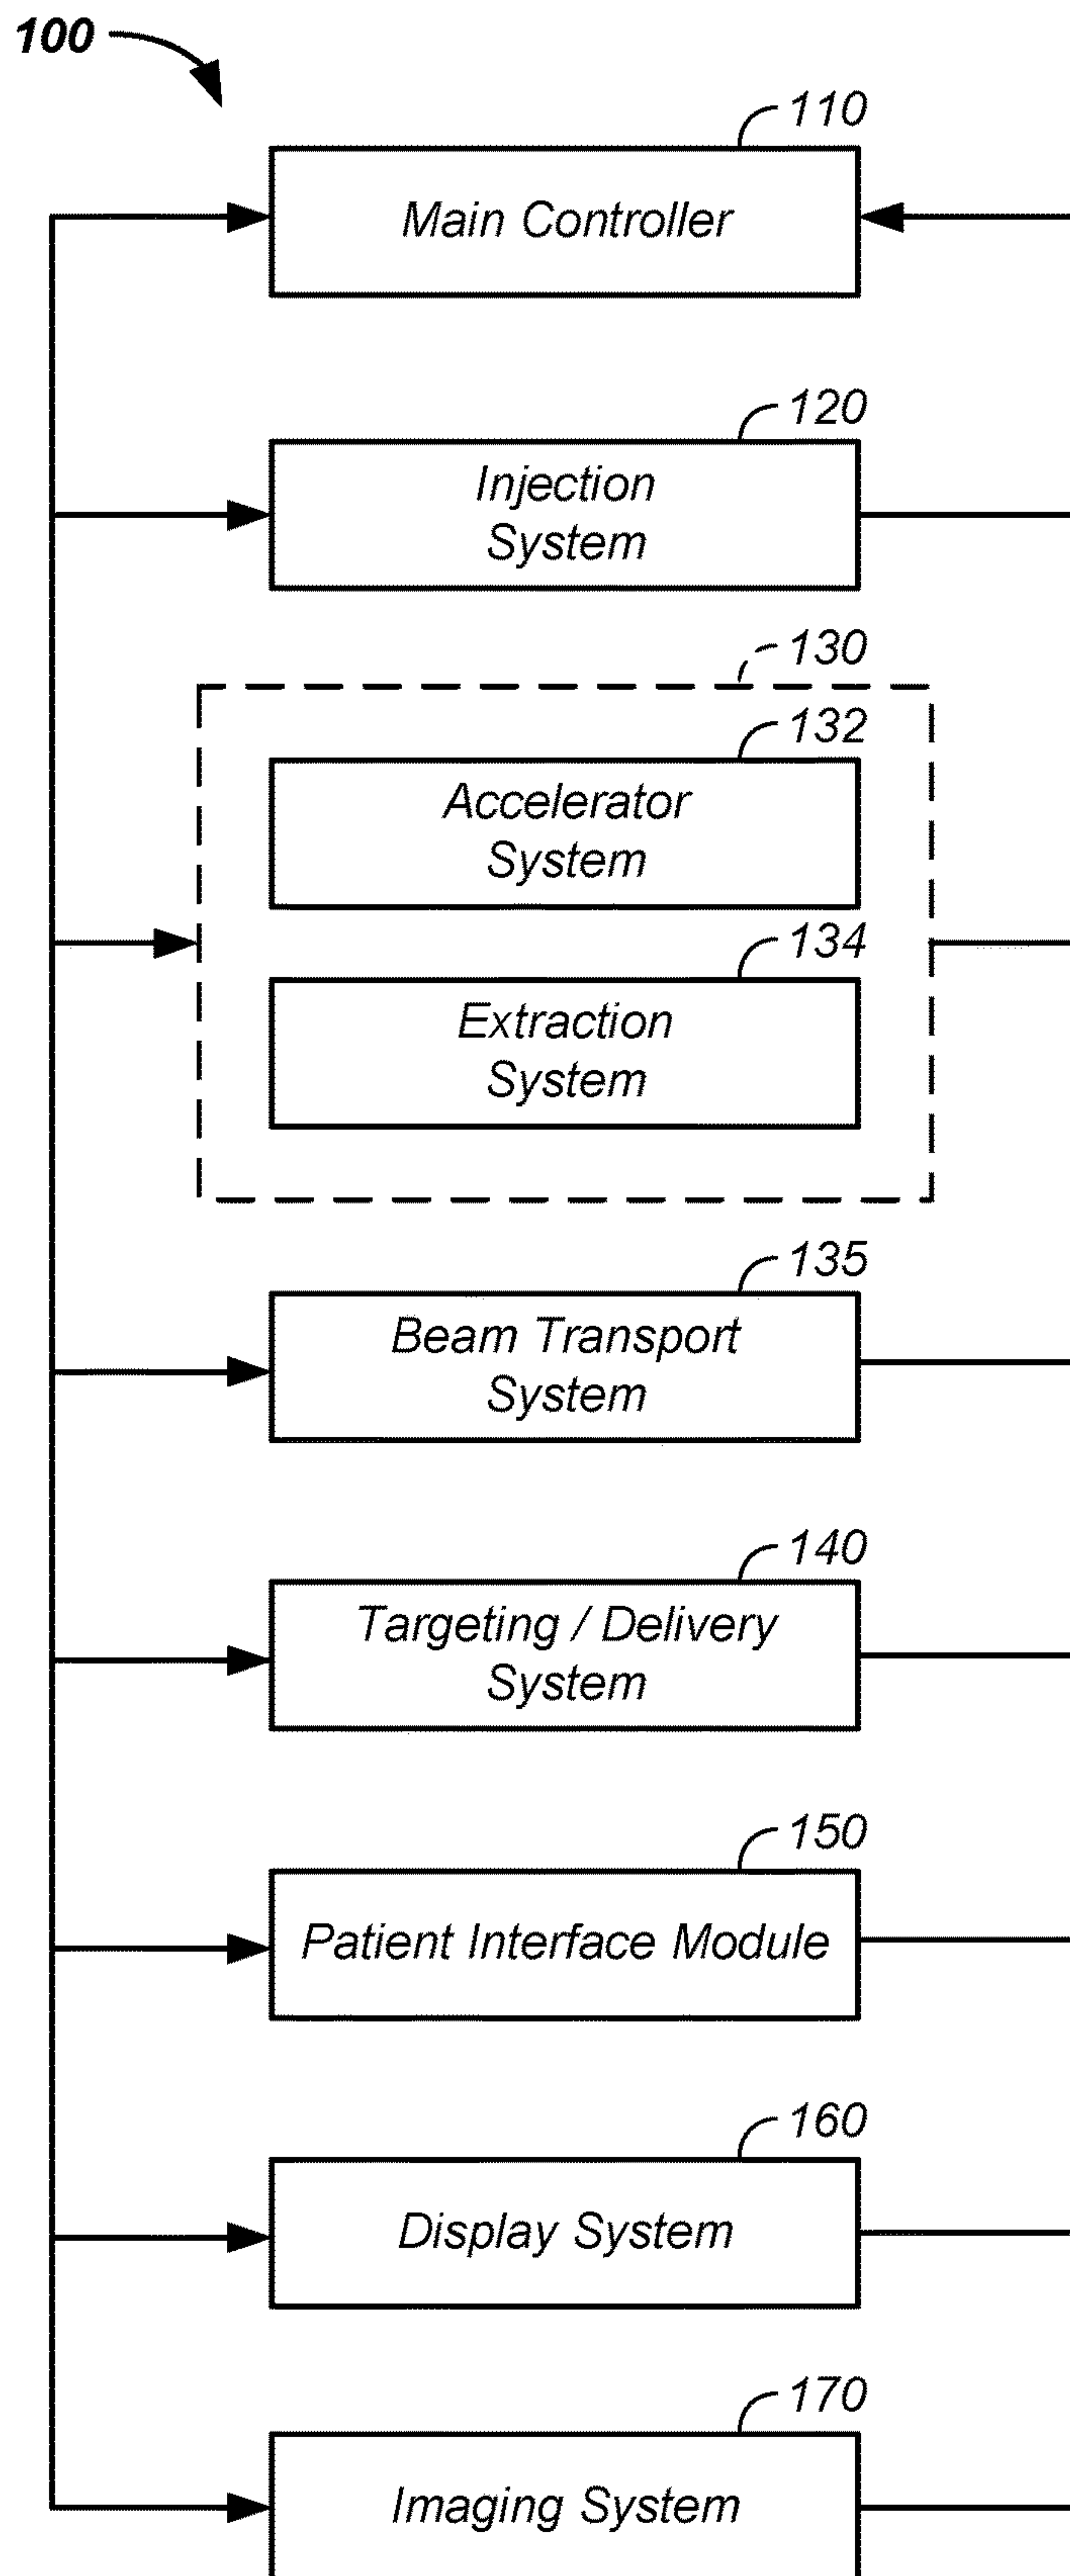 100
110
Main Controller
120
Injection
System
130
132
Accelerator
System
134
Extraction
System
135
Beam Transport
System
140
Targeting / Delivery
System
150
Patient Interface Module
160
Display System
170
Imaging System